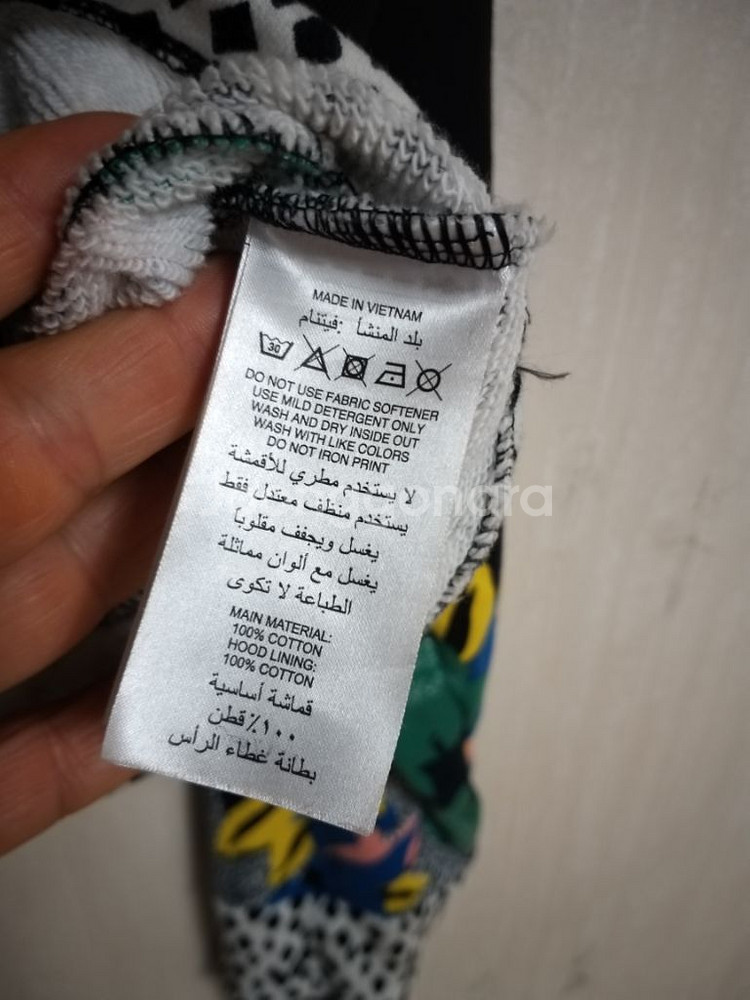 MADE IN VIETNAM
بلد المنشأ: فيتنام
30
DO NOT USE FABRIC SOFTENER
USE MILD DETERGENT ONLY
WASH AND DRY INSIDE OUT
WASH WITH LIKE COLORS
DO NOT IRON PRINT
لا يستخدم مطري للأقمشة
يستخدم منظف معتدل فقط
يغسل ويجفف مقلوباً
يغسل مع ألوان مماثلة
الطباعة لا تكوى
MAIN MATERIAL:
100% COTTON
HOOD LINING:
100% COTTON
قماشة أساسية
١٠٠٪ قطن
بطانة غطاء الرأس